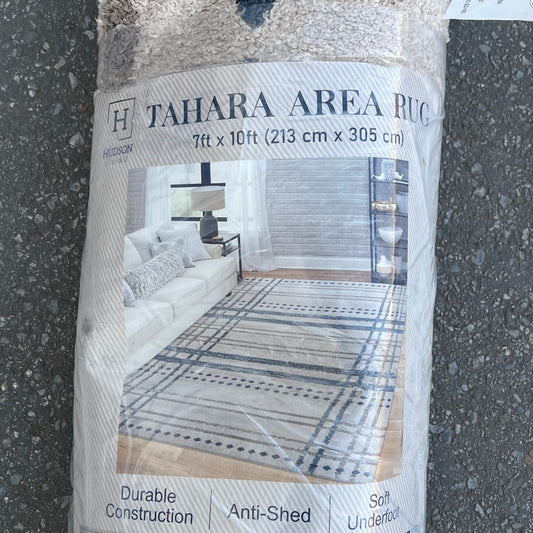 H
HUDSON
TAHARA AREA RUG
7ft x 10ft (213 cm x 305 cm)
Durable
Construction
Anti-Shed
Soft
Underfoot